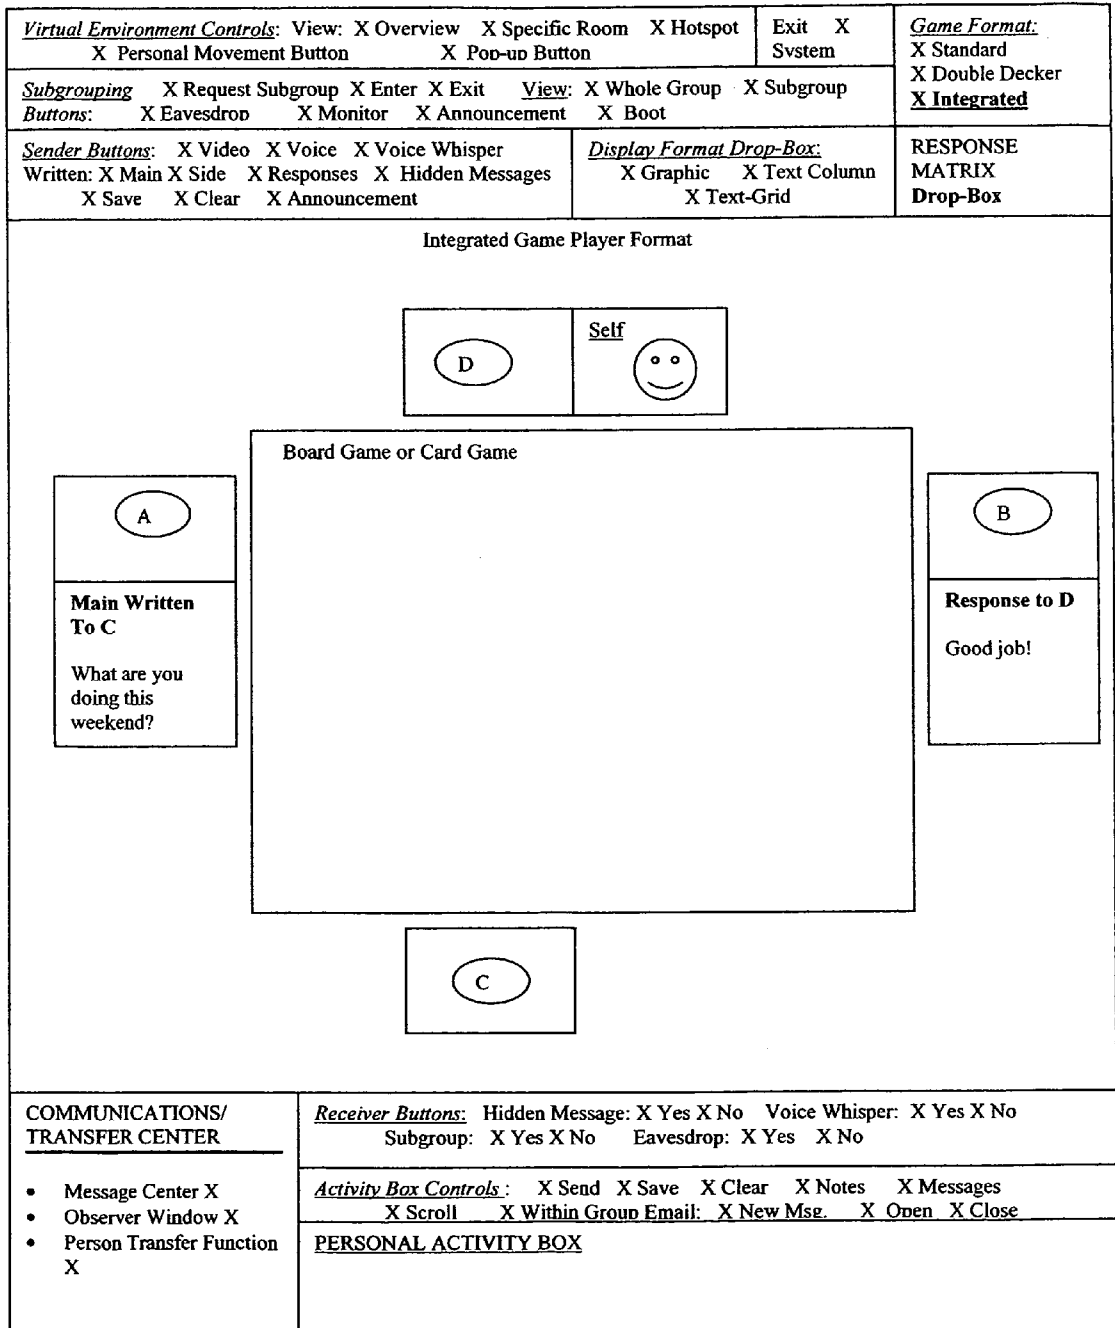 Virtual Environment Controls: View: X Overview X Specific Room X Hotspot
X Personal Movement Button X Pop-up Button
Exit X
System
Game Format:
X Standard
X Double Decker
X Integrated
Subgrouping X Request Subgroup X Enter X Exit View: X Whole Group X Subgroup
Buttons: X Eavesdrop X Monitor X Announcement X Boot
Sender Buttons: X Video X Voice X Voice Whisper
Written: X Main X Side X Responses X Hidden Messages
X Save X Clear X Announcement
Display Format Drop-Box:
X Graphic X Text Column
X Text-Grid
RESPONSE
MATRIX
Drop-Box
Integrated Game Player Format
D
Self
Board Game or Card Game
A
Main Written
To C
What are you
doing this
weekend?
B
Response to D
Good job!
C
COMMUNICATIONS/
TRANSFER CENTER
• Message Center X
• Observer Window X
• Person Transfer Function
X
Receiver Buttons: Hidden Message: X Yes X No Voice Whisper: X Yes X No
Subgroup: X Yes X No Eavesdrop: X Yes X No
Activity Box Controls : X Send X Save X Clear X Notes X Messages
X Scroll X Within Group Email: X New Msg. X Open X Close
PERSONAL ACTIVITY BOX